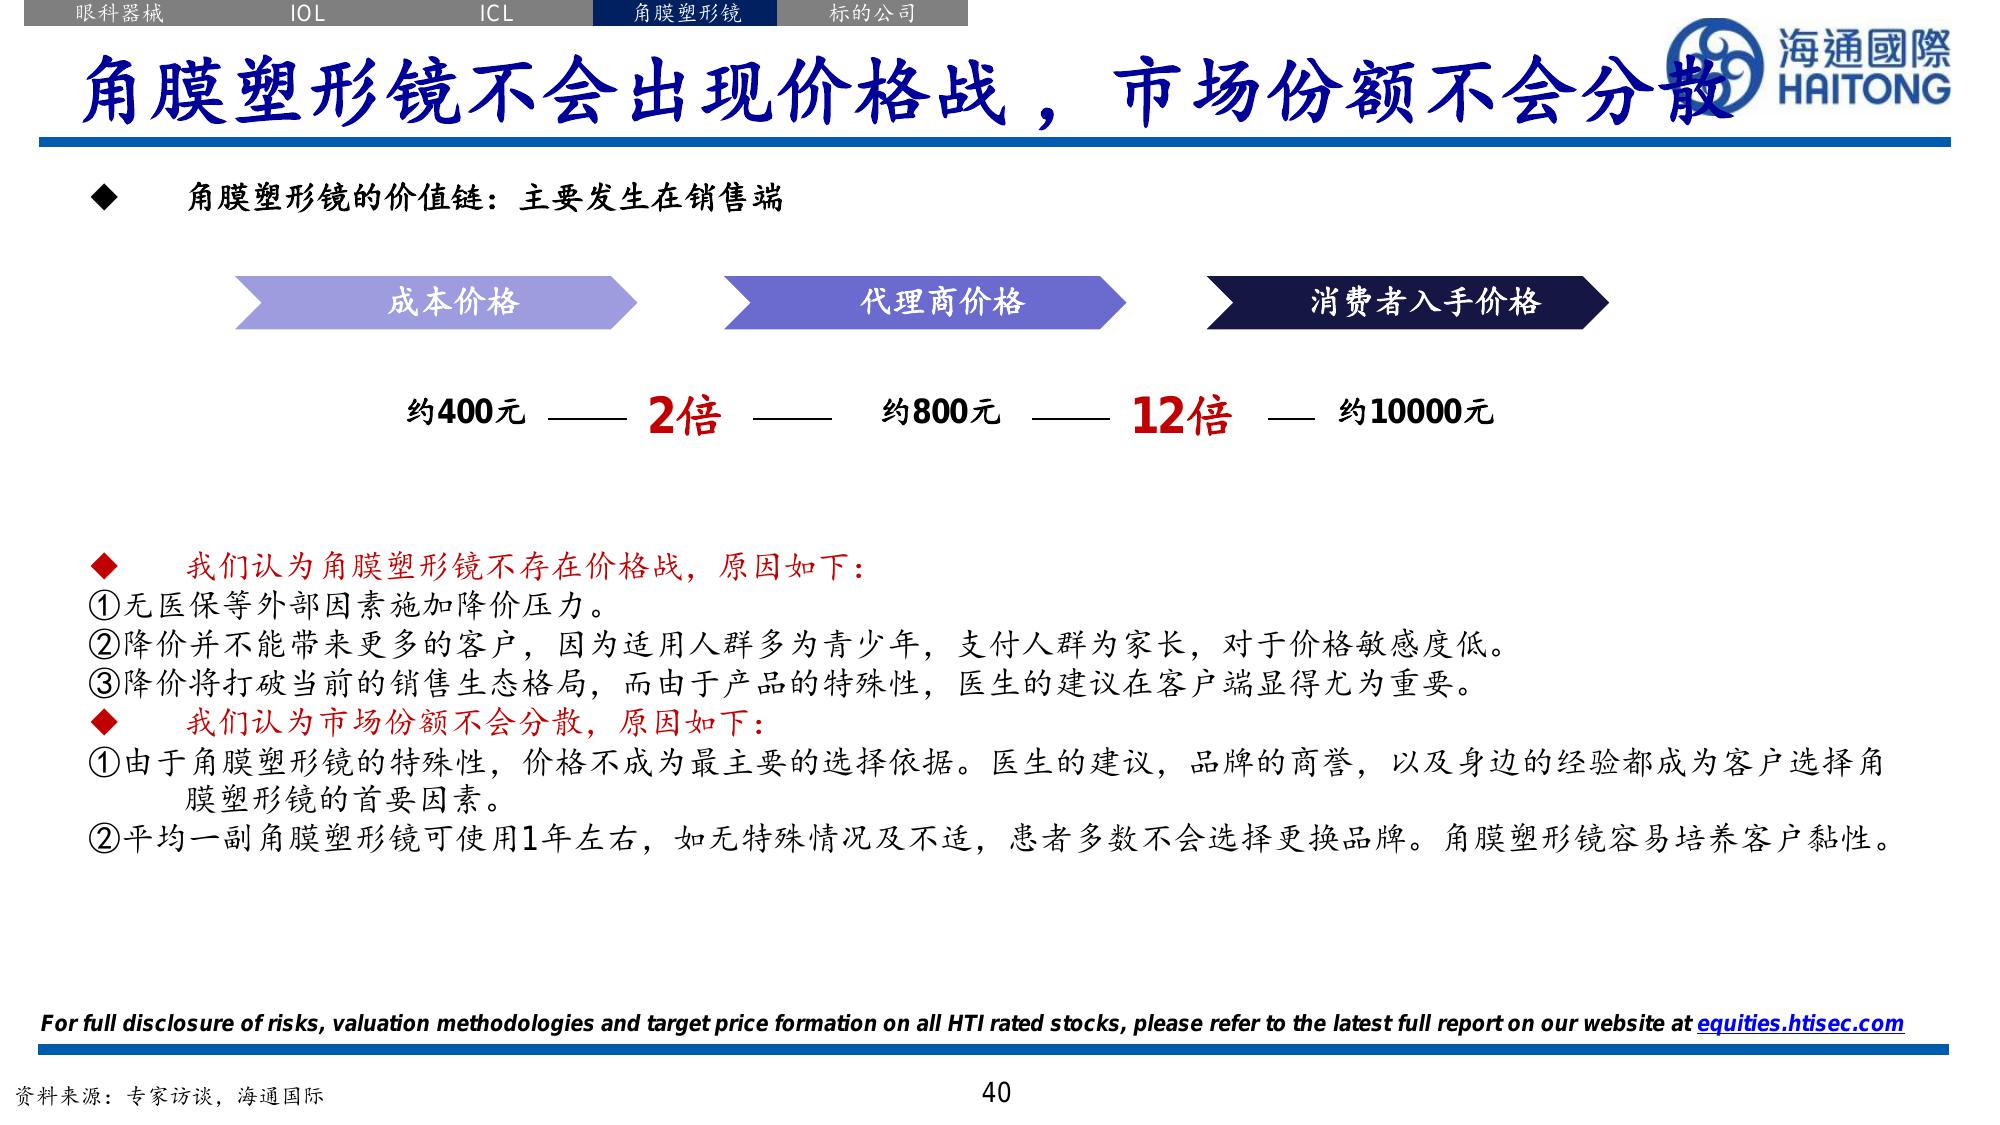 眼科器械 IOL ICL 角膜塑形镜 标的公司
海通國際
HAITONG
角膜塑形镜不会出现价格战，市场份额不会分散
◆ 角膜塑形镜的价值链：主要发生在销售端
成本价格 代理商价格 消费者入手价格
约400元 2倍 约800元 12倍 约10000元
◆ 我们认为角膜塑形镜不存在价格战，原因如下：
①无医保等外部因素施加降价压力。
②降价并不能带来更多的客户，因为适用人群多为青少年，支付人群为家长，对于价格敏感度低。
③降价将打破当前的销售生态格局，而由于产品的特殊性，医生的建议在客户端显得尤为重要。
◆ 我们认为市场份额不会分散，原因如下：
①由于角膜塑形镜的特殊性，价格不成为最主要的选择依据。医生的建议，品牌的商誉，以及身边的经验都成为客户选择角
膜塑形镜的首要因素。
②平均一副角膜塑形镜可使用1年左右，如无特殊情况及不适，患者多数不会选择更换品牌。角膜塑形镜容易培养客户黏性。
For full disclosure of risks, valuation methodologies and target price formation on all HTI rated stocks, please refer to the latest full report on our website at equities.htisec.com
资料来源：专家访谈，海通国际
40